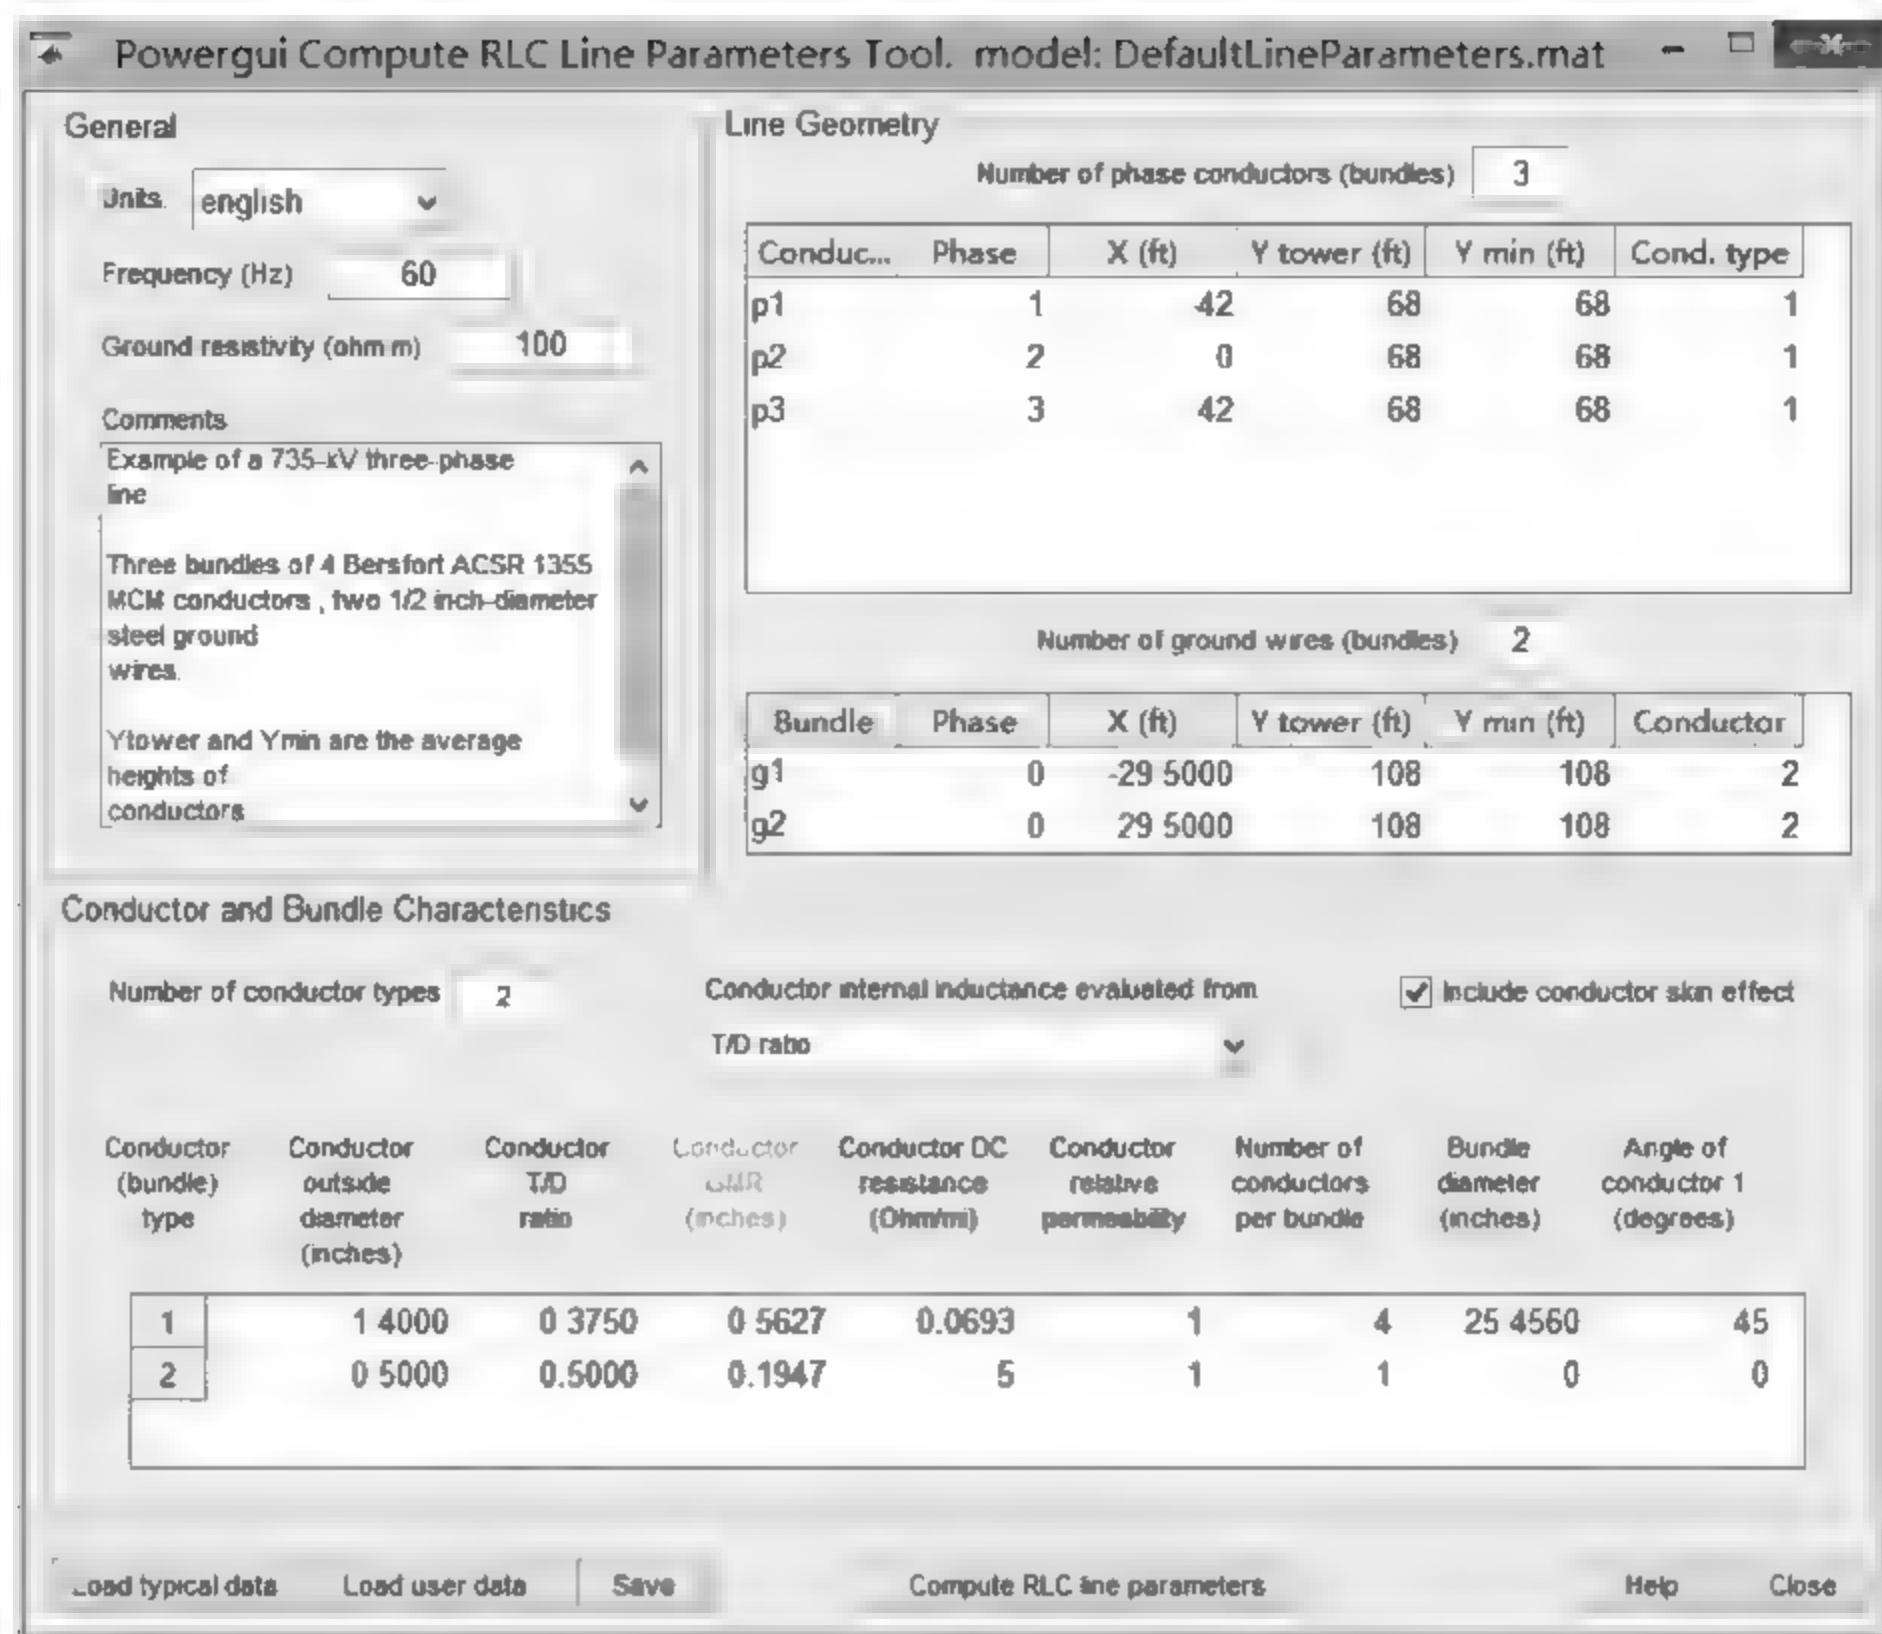 Powergui Compute RLC Line Parameters Tool. model: DefaultLineParameters.mat
General
Units. english
Frequency (Hz) 60
Ground resistivity (ohm m) 100
Comments
Example of a 735-kV three-phase
line
Three bundles of 4 Bersfort ACSR 1355
MCM conductors , two 1/2 inch-diameter
steel ground
wires.
Ytower and Ymin are the average
heights of
conductors
Line Geometry
Number of phase conductors (bundles) 3
Conduc... Phase X (ft) Y tower (ft) Y min (ft) Cond. type
p1 1 -42 68 68 1
p2 2 0 68 68 1
p3 3 42 68 68 1
Number of ground wires (bundles) 2
Bundle Phase X (ft) Y tower (ft) Y min (ft) Conductor
g1 0 -29.5000 108 108 2
g2 0 29.5000 108 108 2
Conductor and Bundle Characteristics
Number of conductor types 2
Conductor internal inductance evaluated from
T/D ratio
Include conductor skin effect
Conductor (bundle) type
Conductor outside diameter (inches)
Conductor T/D ratio
Conductor GMR (inches)
Conductor DC resistance (Ohm/mi)
Conductor relative permeability
Number of conductors per bundle
Bundle diameter (inches)
Angle of conductor 1 (degrees)
1 1.4000 0.3750 0.5627 0.0693 1 4 25.4560 45
2 0.5000 0.5000 0.1947 5 1 1 0 0
Load typical data Load user data Save Compute RLC line parameters Help Close